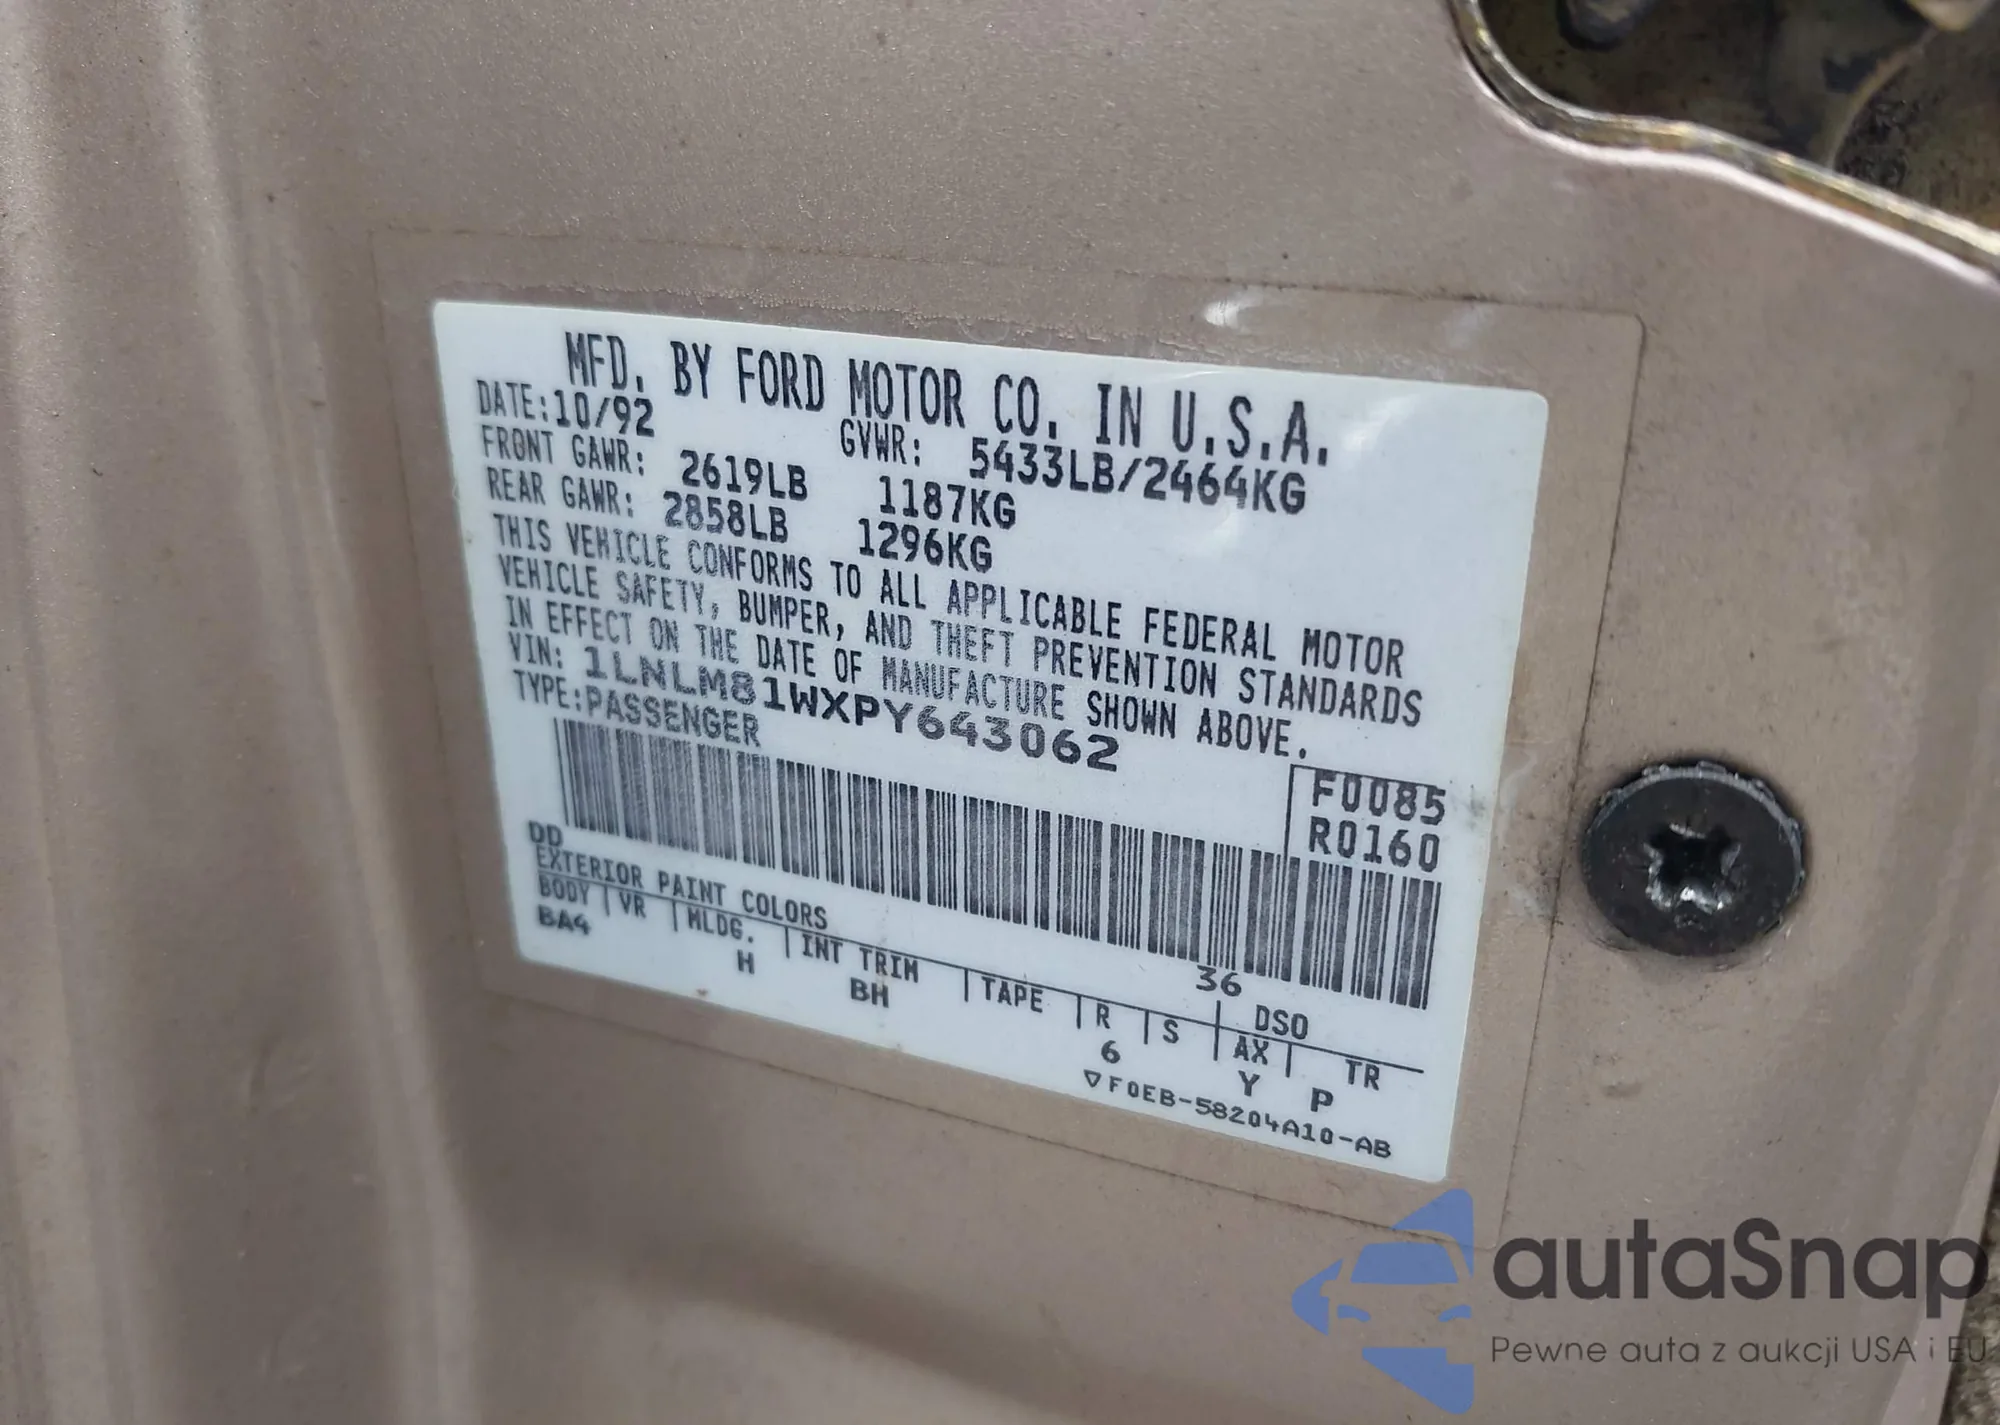 MFD. BY FORD MOTOR CO. IN U.S.A.
DATE: 10/92 GVWR: 5433LB/2464KG
FRONT GAWR: 2619LB 1187KG
REAR GAWR: 2858LB 1296KG
THIS VEHICLE CONFORMS TO ALL APPLICABLE FEDERAL MOTOR
VEHICLE SAFETY, BUMPER, AND THEFT PREVENTION STANDARDS
IN EFFECT ON THE DATE OF MANUFACTURE SHOWN ABOVE.
VIN: 1LNLM81WXPY643062
TYPE: PASSENGER
F0085
R0160
DD 36
EXTERIOR PAINT COLORS DSO
BODY VR MLDG. INT TRIM TAPE R S AX TR
BA4 H BH 6 Y P
▽F0EB-58204A10-AB
autaSnap
Pewne auta z aukcji USA i EU